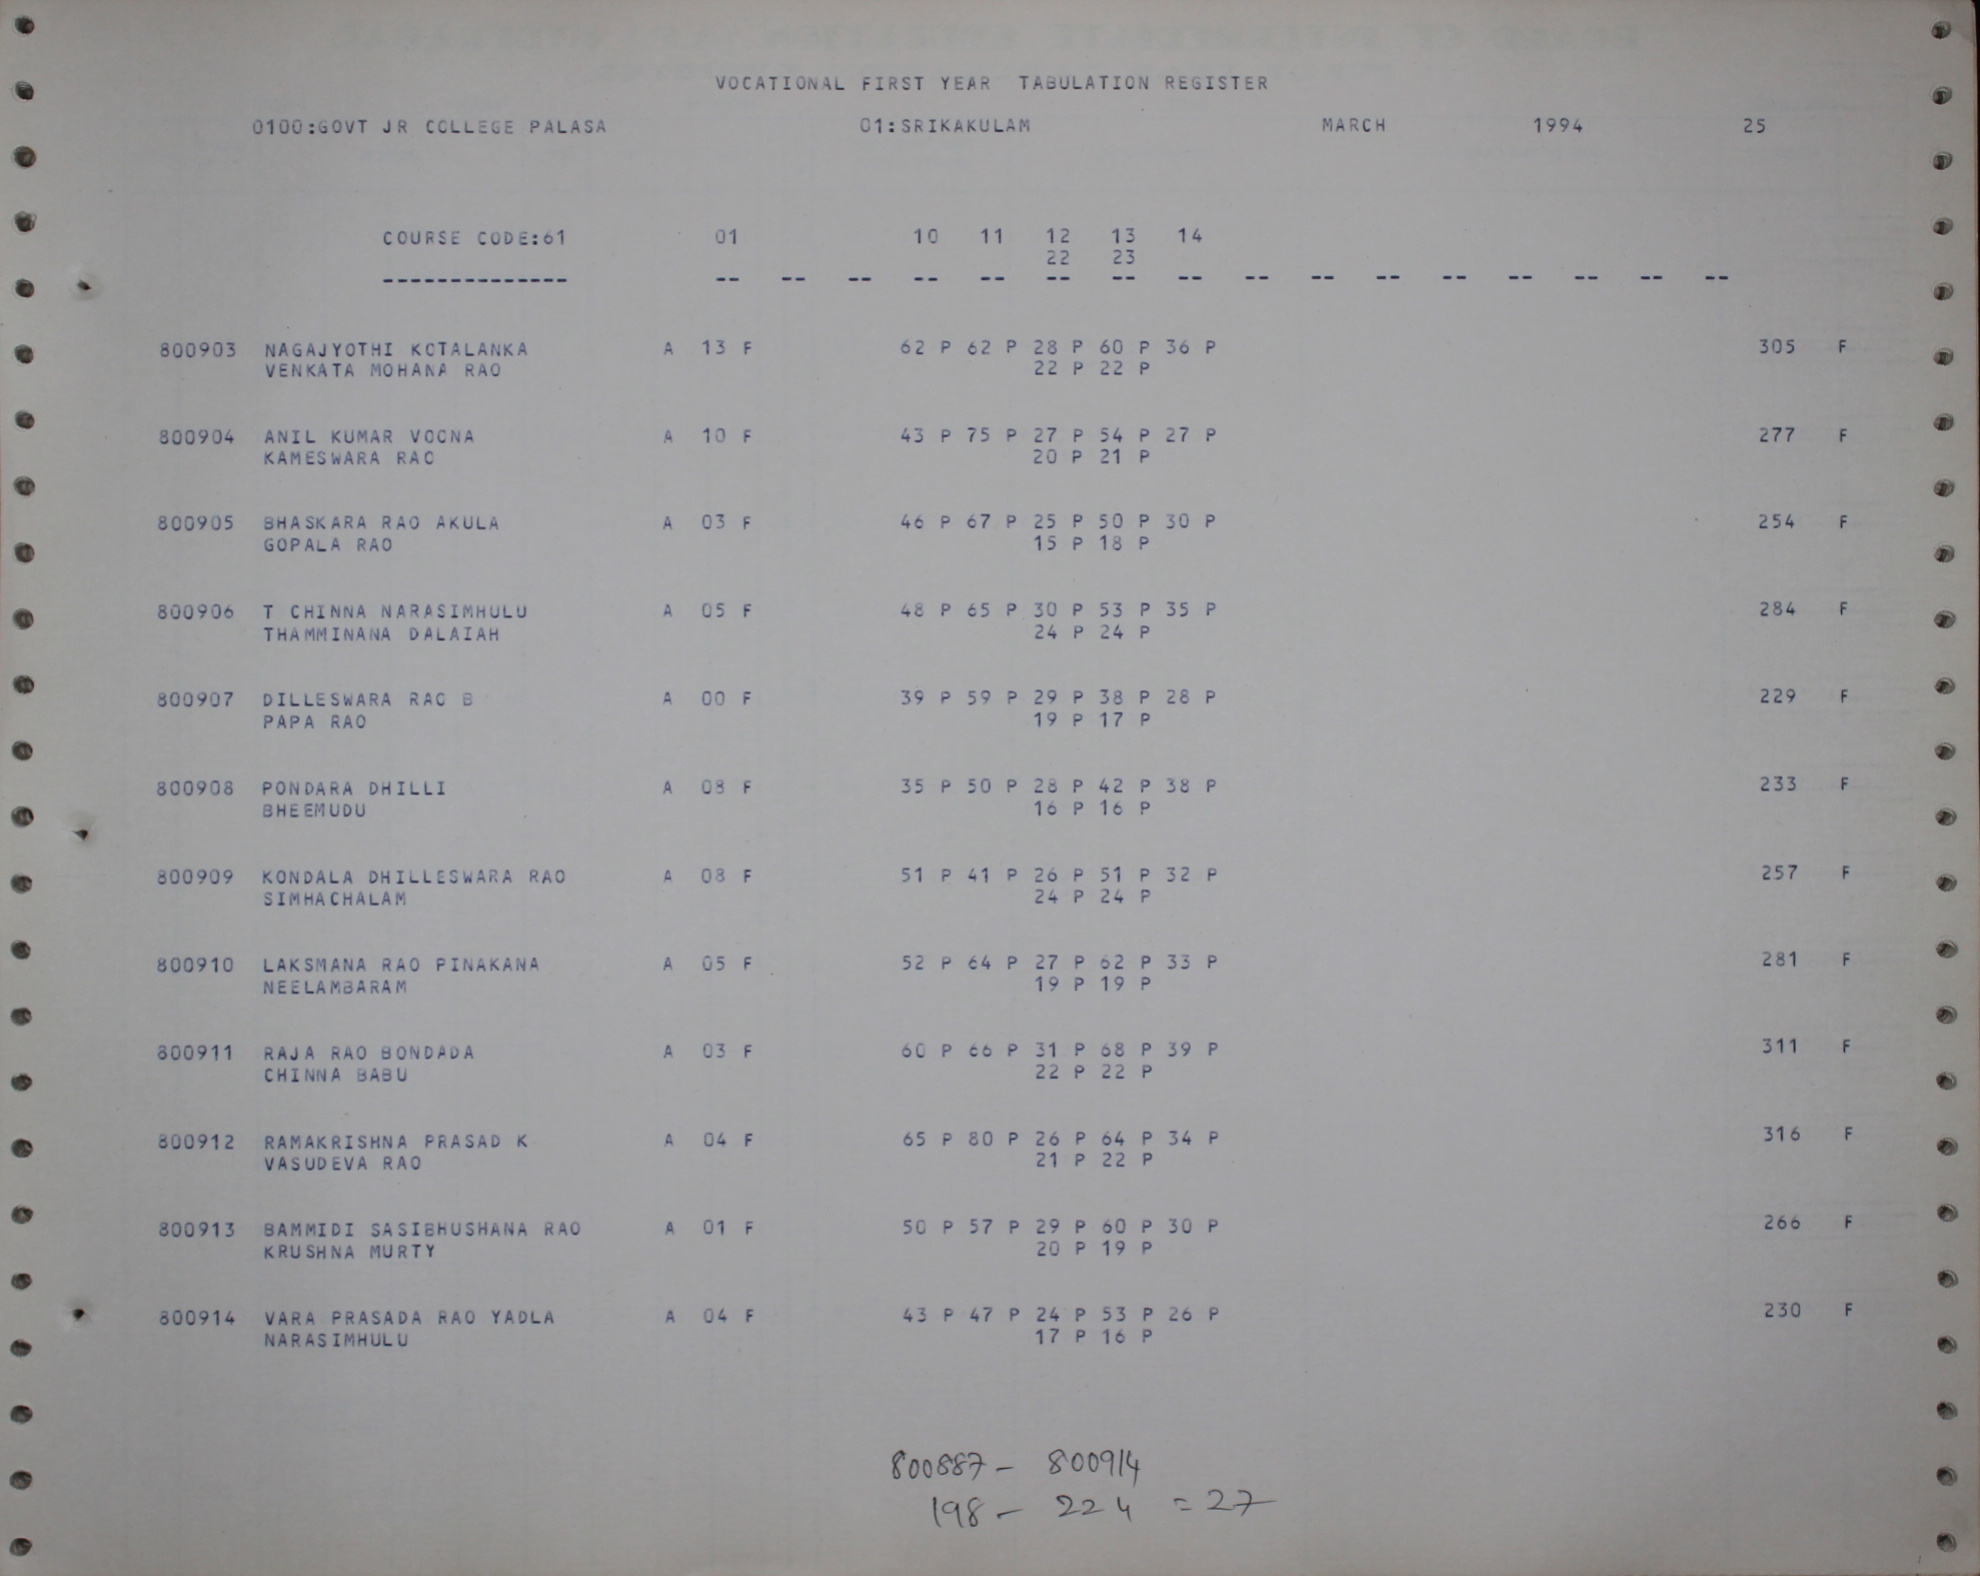 VOCATIONAL FIRST YEAR TABULATION REGISTER
0100:GOVT JR COLLEGE PALASA 01:SRIKAKULAM MARCH 1994 25
COURSE CODE:61 01 10 11 12 13 14
22 23
-------------- -- -- -- -- -- -- -- -- -- -- -- -- -- -- -- --
800903 NAGAJYOTHI KOTALANKA A 13 F 62 P 62 P 28 P 60 P 36 P 305 F
VENKATA MOHANA RAO 22 P 22 P
800904 ANIL KUMAR VOONA A 10 F 43 P 75 P 27 P 54 P 27 P 277 F
KAMESWARA RAO 20 P 21 P
800905 BHASKARA RAO AKULA A 03 F 46 P 67 P 25 P 50 P 30 P 254 F
GOPALA RAO 15 P 18 P
800906 T CHINNA NARASIMHULU A 05 F 48 P 65 P 30 P 53 P 35 P 284 F
THAMMINANA DALAIAH 24 P 24 P
800907 DILLESWARA RAO B A 00 F 39 P 59 P 29 P 38 P 28 P 229 F
PAPA RAO 19 P 17 P
800908 PONDARA DHILLI A 08 F 35 P 50 P 28 P 42 P 38 P 233 F
BHEEMUDU 16 P 16 P
800909 KONDALA DHILLESWARA RAO A 08 F 51 P 41 P 26 P 51 P 32 P 257 F
SIMHACHALAM 24 P 24 P
800910 LAKSMANA RAO PINAKANA A 05 F 52 P 64 P 27 P 62 P 33 P 281 F
NEELAMBARAM 19 P 19 P
800911 RAJA RAO BONDADA A 03 F 60 P 66 P 31 P 68 P 39 P 311 F
CHINNA BABU 22 P 22 P
800912 RAMAKRISHNA PRASAD K A 04 F 65 P 80 P 26 P 64 P 34 P 316 F
VASUDEVA RAO 21 P 22 P
800913 BAMMIDI SASIBHUSHANA RAO A 01 F 50 P 57 P 29 P 60 P 30 P 266 F
KRUSHNA MURTY 20 P 19 P
800914 VARA PRASADA RAO YADLA A 04 F 43 P 47 P 24 P 53 P 26 P 230 F
NARASIMHULU 17 P 16 P
800887 - 800914
198 - 224 = 27